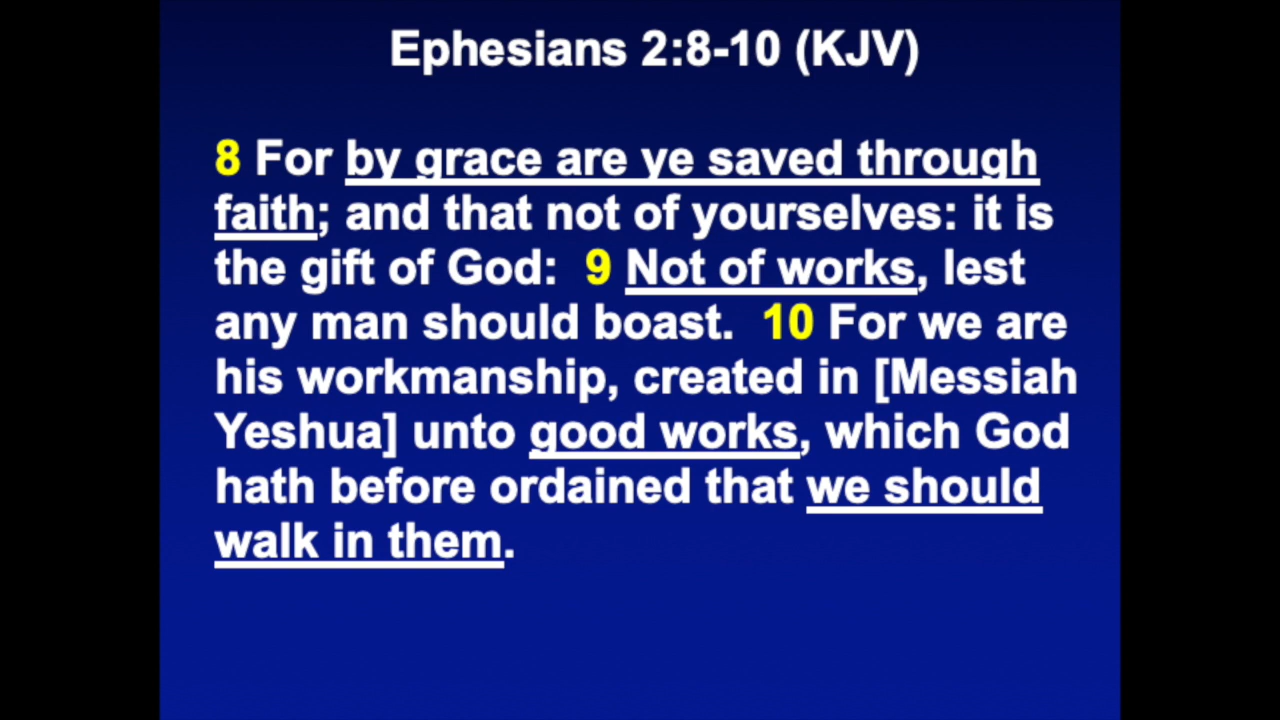 Ephesians 2:8-10 (KJV)
8 For by grace are ye saved through
faith; and that not of yourselves: it is
the gift of God: 9 Not of works, lest
any man should boast. 10 For we are
his workmanship, created in [Messiah
Yeshua] unto good works, which God
hath before ordained that we should
walk in them.